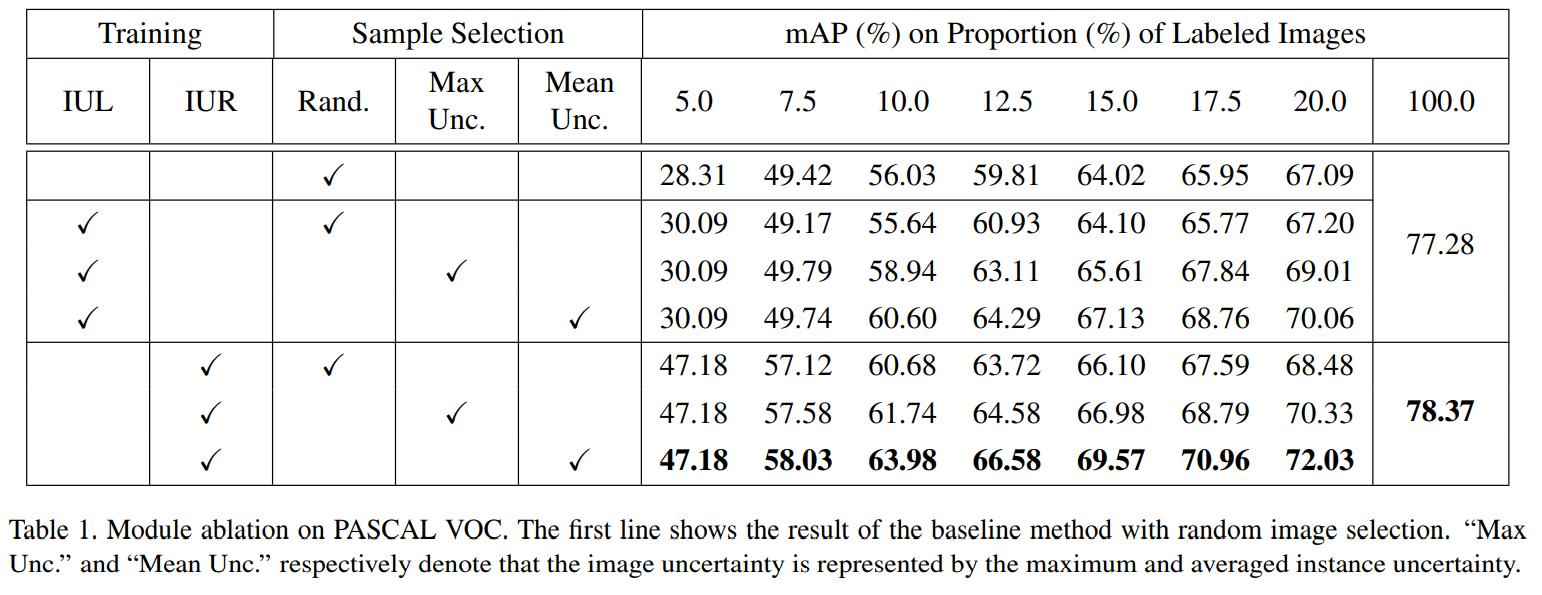 Training Sample Selection mAP (%) on Proportion (%) of Labeled Images
IUL IUR Rand. Max Unc. Mean Unc. 5.0 7.5 10.0 12.5 15.0 17.5 20.0 100.0
✓ 28.31 49.42 56.03 59.81 64.02 65.95 67.09
✓ ✓ 30.09 49.17 55.64 60.93 64.10 65.77 67.20
77.28
✓ ✓ 30.09 49.79 58.94 63.11 65.61 67.84 69.01
✓ ✓ 30.09 49.74 60.60 64.29 67.13 68.76 70.06
✓ ✓ 47.18 57.12 60.68 63.72 66.10 67.59 68.48
✓ ✓ 47.18 57.58 61.74 64.58 66.98 68.79 70.33 78.37
✓ ✓ 47.18 58.03 63.98 66.58 69.57 70.96 72.03
Table 1. Module ablation on PASCAL VOC. The first line shows the result of the baseline method with random image selection. “Max
Unc.” and “Mean Unc.” respectively denote that the image uncertainty is represented by the maximum and averaged instance uncertainty.